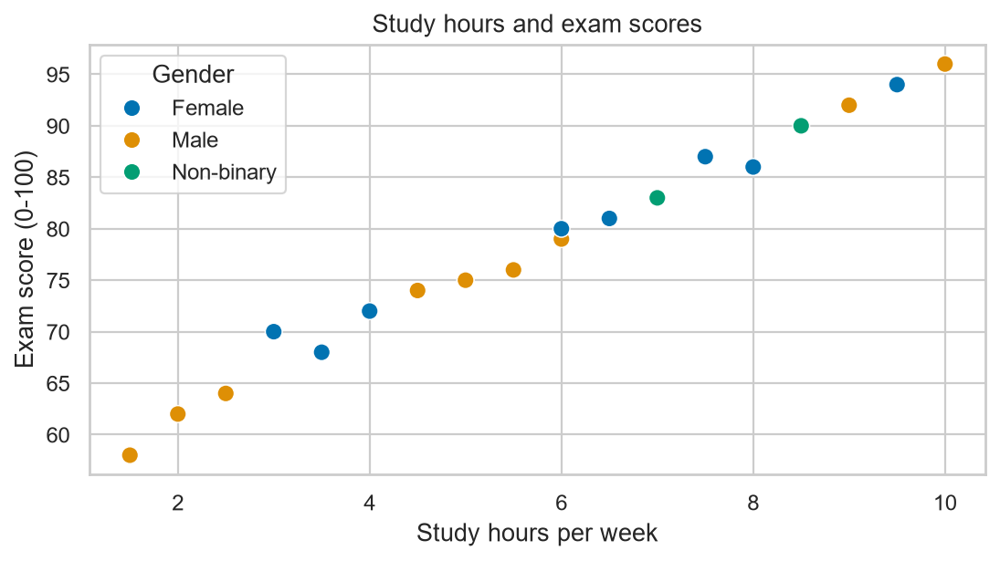 Study hours and exam scores
Gender
Female
Male
Non-binary
Exam score (0-100)
95
90
85
80
75
70
65
60
2 4 6 8 10
Study hours per week